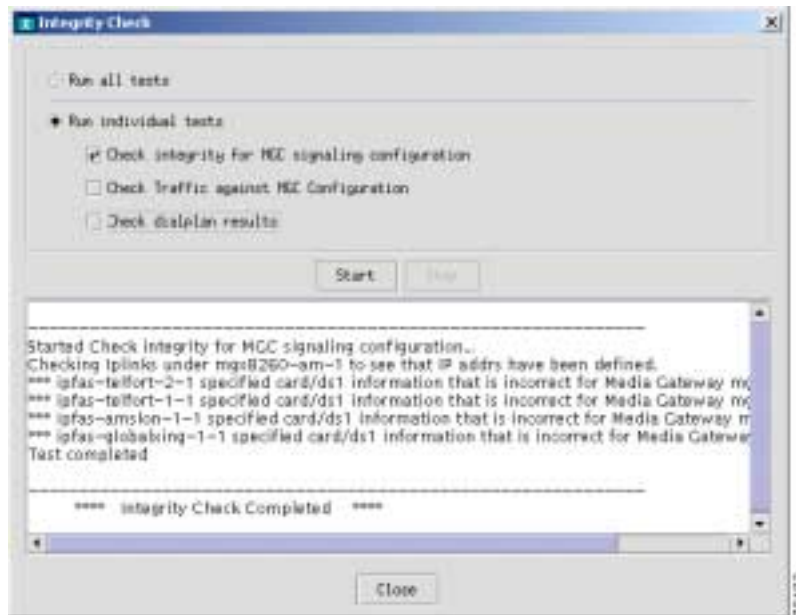 Integrity Check
Run all tests
Run individual tests
Check integrity for MGC signaling configuration
Check Traffic against MGC Configuration
Check dialplan results
Start
Stop
Started Check integrity for MGC signaling configuration...
Checking Iplinks under mgx8260-am-1 to see that IP addrs have been defined.
*** ipfas-telfort-2-1 specified card/ds1 information that is incorrect for Media Gateway
*** ipfas-telfort-1-1 specified card/ds1 information that is incorrect for Media Gateway
*** ipfas-amslon-1-1 specified card/ds1 information that is incorrect for Media Gateway
*** ipfas-globalxing-1-1 specified card/ds1 information that is incorrect for Media Gateway
Test completed
**** Integrity Check Completed ****
Close